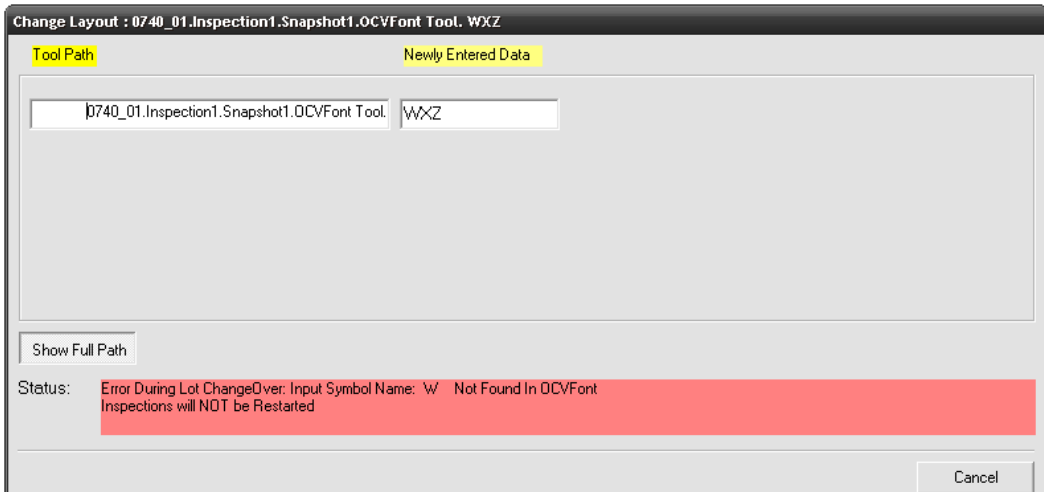 Change Layout : 0740_01.Inspection1.Snapshot1.OCVFont Tool. WXZ
Tool Path Newly Entered Data
0740_01.Inspection1.Snapshot1.OCVFont Tool. WXZ
Show Full Path
Status: Error During Lot ChangeOver: Input Symbol Name: W Not Found In OCVFont
Inspections will NOT be Restarted
Cancel